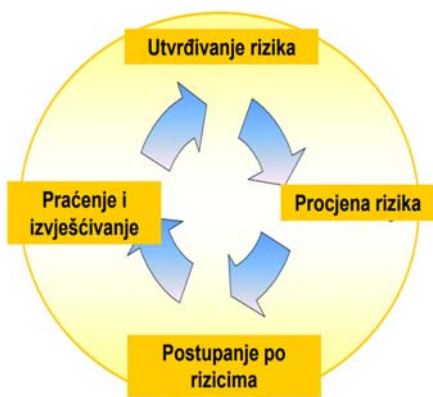 Utvrđivanje rizika
Procjena rizika
Postupanje po
rizicima
Praćenje i
izvješćivanje